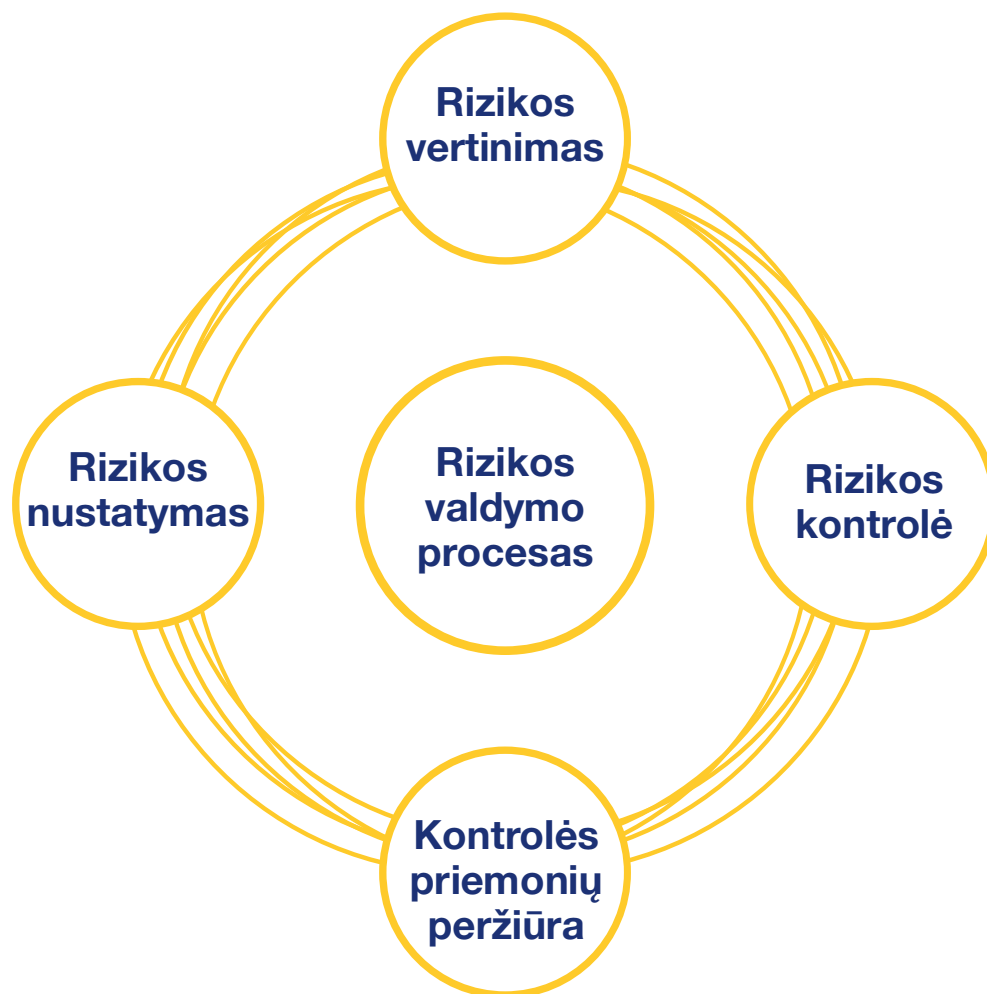 Rizikos
vertinimas
Rizikos
nustatymas
Rizikos
valdymo
procesas
Rizikos
kontrolė
Kontrolės
priemonių
peržiūra